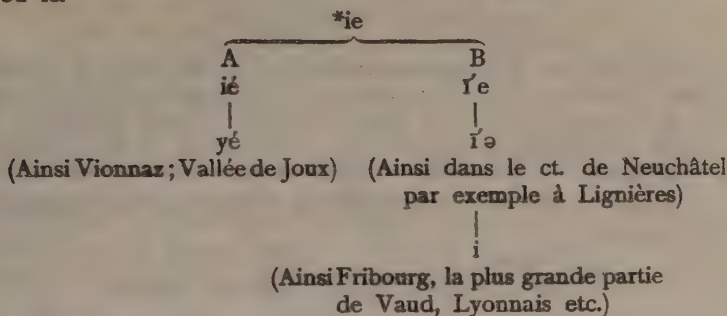 *ie
A B
ié ī́e
yé ī́ə
(Ainsi Vionnaz; Vallée de Joux) (Ainsi dans le ct. de Neuchâtel
par exemple à Lignières)
i
(Ainsi Fribourg, la plus grande partie
de Vaud, Lyonnais etc.)